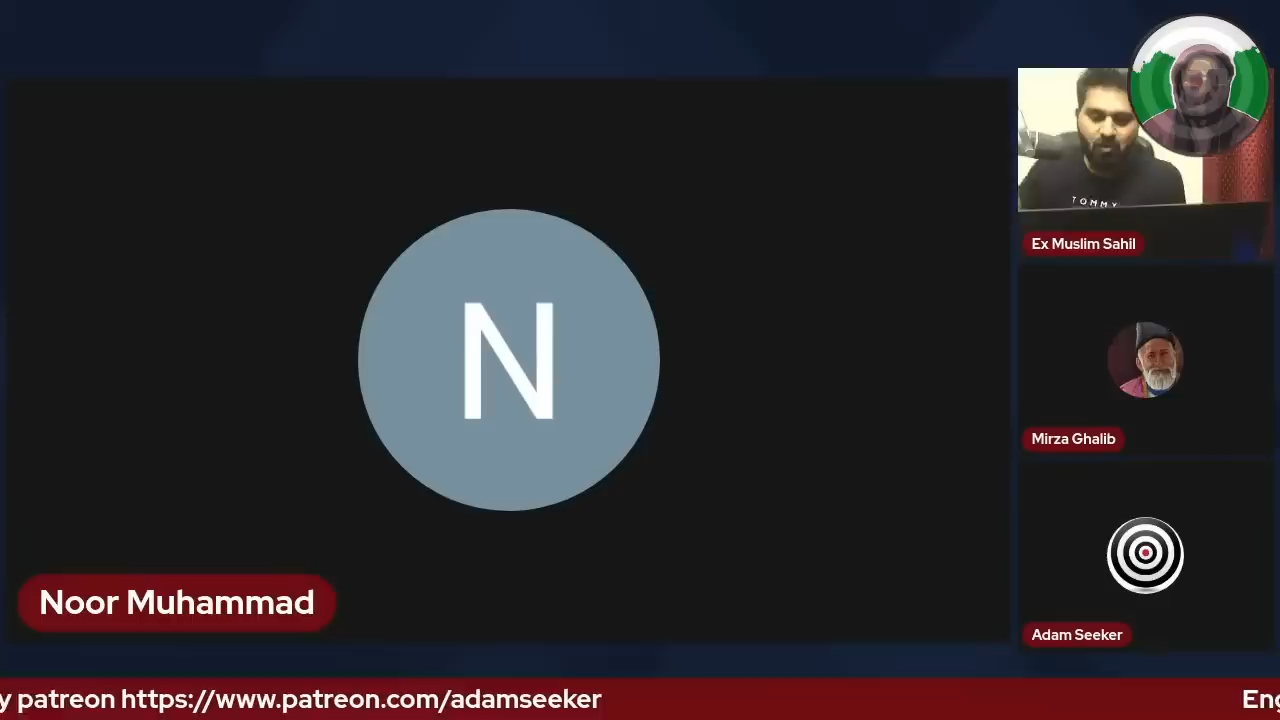 N
Noor Muhammad
TOMMY
Ex Muslim Sahil
Mirza Ghalib
Adam Seeker
y patreon https://www.patreon.com/adamseeker
Eng